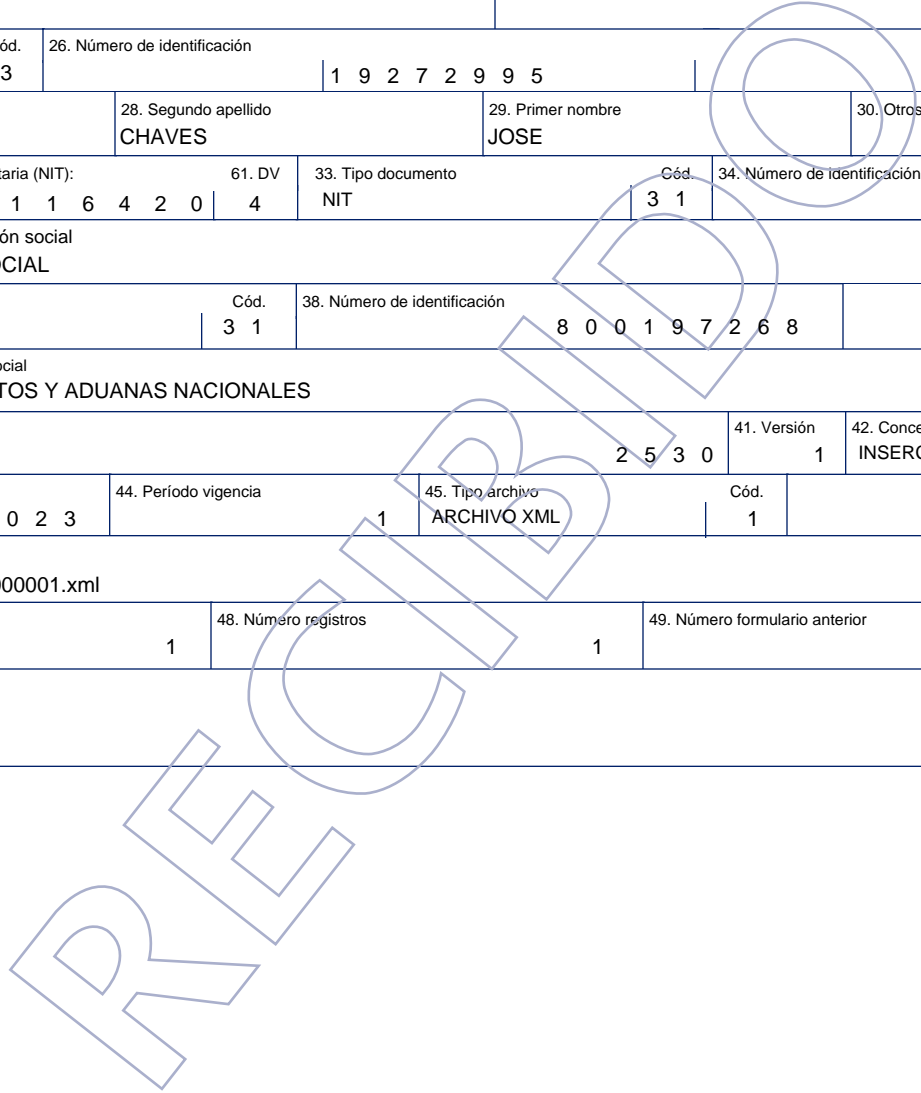 ód. 26. Número de identificación
3 1 9 2 7 2 9 9 5
28. Segundo apellido 29. Primer nombre 30. Otros
CHAVES JOSE
taria (NIT): 61. DV 33. Tipo documento Cód. 34. Número de identificación
1 1 6 4 2 0 4 NIT 3 1
ón social
OCIAL
Cód. 38. Número de identificación
3 1 8 0 0 1 9 7 2 6 8
ocial
TOS Y ADUANAS NACIONALES
41. Versión 42. Conce
2 5 3 0 1 INSERC
44. Período vigencia 45. Tipo archivo Cód.
0 2 3 1 ARCHIVO XML 1
000001.xml
48. Número registros 49. Número formulario anterior
1 1
RECIBIDO